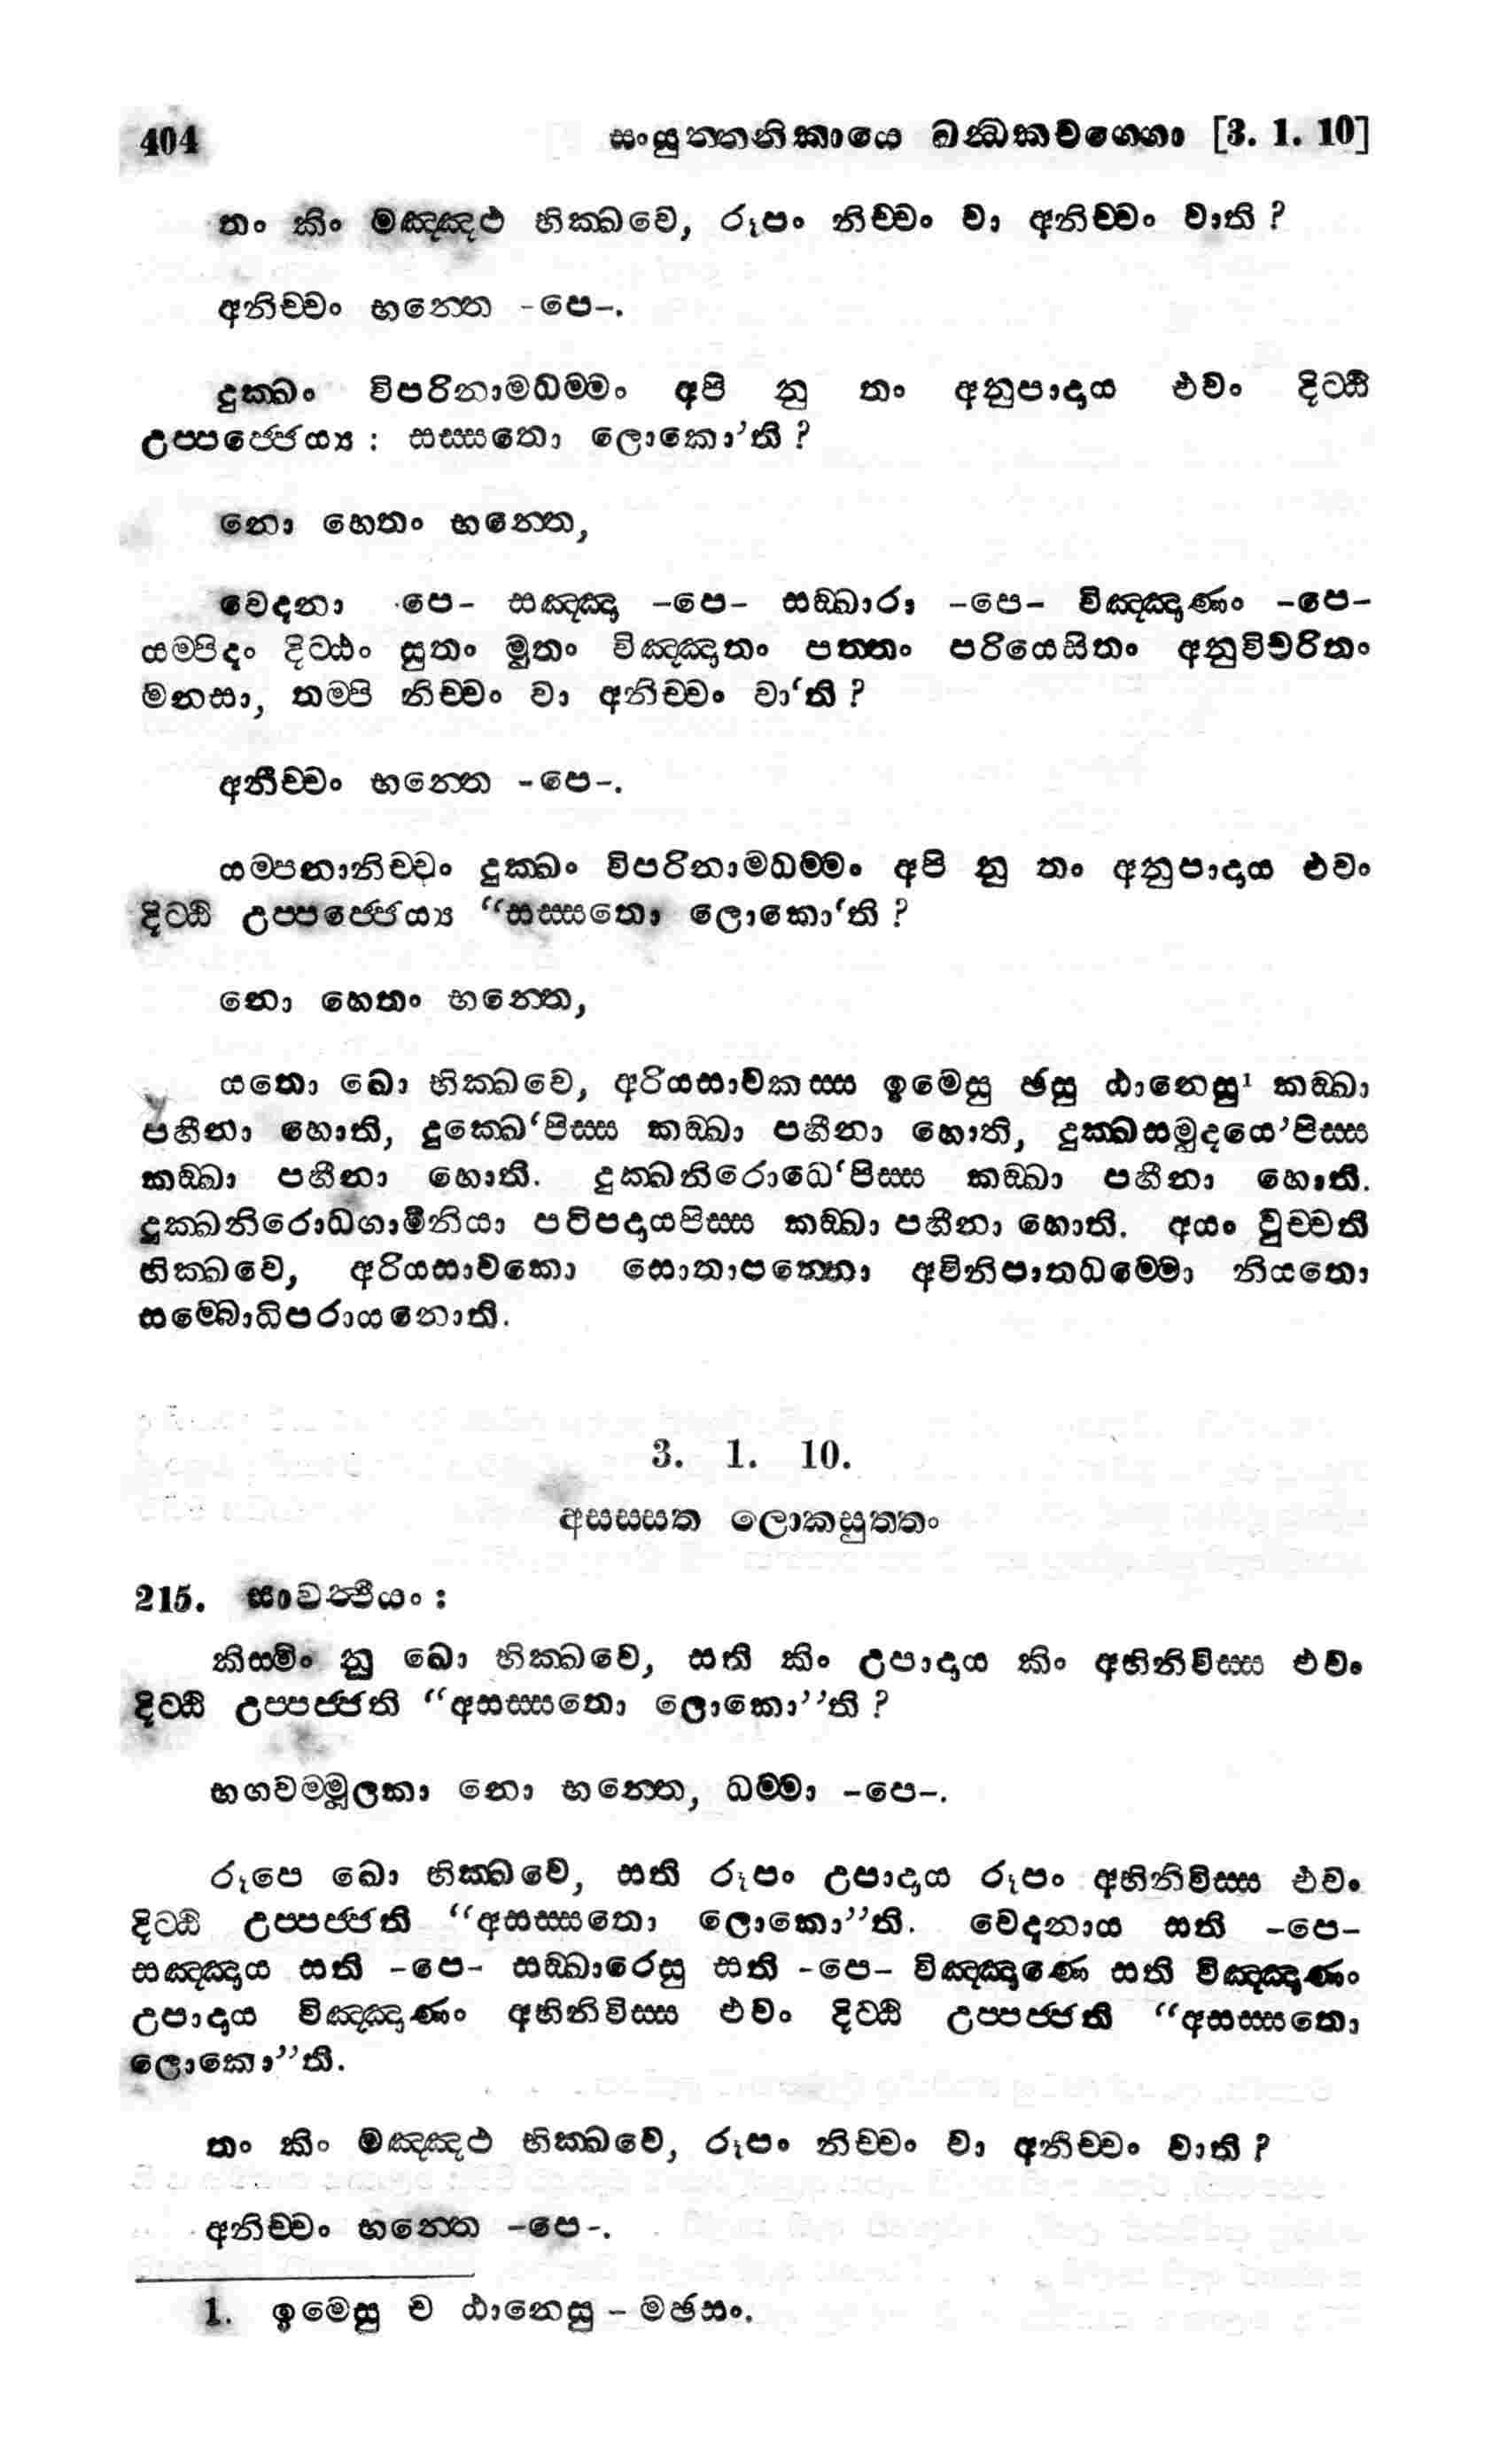 404 සංයුත්තනිකායෙ ඛන්ධකවග්ගො [3. 1. 10]
තං කිං මඤ්ඤථ භික්ඛවෙ, රූපං නිච්චං වා අනිච්චං වාති ?
අනිච්චං භන්තෙ -පෙ-.
දුක්ඛං විපරිනාමධම්මං අපි නු තං අනුපාදාය එවං දිට්ඨි
උප්පජ්ජෙය්‍ය : සස්සතො ලොකො’ති ?
නො හෙතං භන්තෙ,
වෙදනා -පෙ- සඤ්ඤා -පෙ- සඞ්ඛාරා -පෙ- විඤ්ඤාණං -පෙ-
යම්පිදං දිට්ඨං සුතං මුතං විඤ්ඤාතං පත්තං පරියෙසිතං අනුවිචරිතං
මනසා, තම්පි නිච්චං වා අනිච්චං වා‘ති ?
අනීච්චං භන්තෙ -පෙ-.
යම්පනානිච්චං දුක්ඛං විපරිනාමධම්මං අපි නු තං අනුපාදාය එවං
දිට්ඨි උප්පජ්ජෙය්‍ය “සස්සතො ලොකො‘ති ?
නො හෙතං භන්තෙ,
යතො ඛො භික්ඛවෙ, අරියසාවකස්ස ඉමෙසු ඡසු ඨානෙසු¹ කඞ්ඛා
පහීනා හොති, දුක්ඛෙ‘පිස්ස කඞ්ඛා පහීනා හොති, දුක්ඛසමුදයෙ’පිස්ස
කඞ්ඛා පහීනා හොති. දුක්ඛනිරොධෙ‘පිස්ස කඞ්ඛා පහීනා හොති.
දුක්ඛනිරොධගාමිනියා පටිපදායපිස්ස කඞ්ඛා පහීනා හොති. අයං වුච්චති
භික්ඛවෙ, අරියසාවකො සොතාපන්නො අවිනිපාතධම්මො නියතො
සම්බොධිපරායනොති.
3. 1. 10.
අසස්සත ලොකසුත්තං
215. සාවත්ථියං :
කිස්මිං නු ඛො භික්ඛවෙ, සති කිං උපාදාය කිං අභිනිවිස්ස එවං
දිට්ඨි උප්පජ්ජති “අසස්සතො ලොකො’’ති ?
භගවම්මූලකා නො භන්තෙ, ධම්මා -පෙ-.
රූපෙ ඛො භික්ඛවෙ, සති රූපං උපාදාය රූපං අභිනිවිස්ස එවං
දිට්ඨි උප්පජ්ජති “අසස්සතො ලොකො”ති. වෙදනාය සති -පෙ-
සඤ්ඤාය සති -පෙ- සඞ්ඛාරෙසු සති -පෙ- විඤ්ඤාණෙ සති විඤ්ඤාණං
උපාදාය විඤ්ඤාණං අභිනිවිස්ස එවං දිට්ඨි උප්පජ්ජති “අසස්සතො
ලොකො”ති.
තං කිං මඤ්ඤථ භික්ඛවෙ, රූපං නිච්චං වා අනිච්චං වාති ?
අනිච්චං භන්තෙ -පෙ-.
1. ඉමෙසු ච ඨානෙසු - මඡසං.